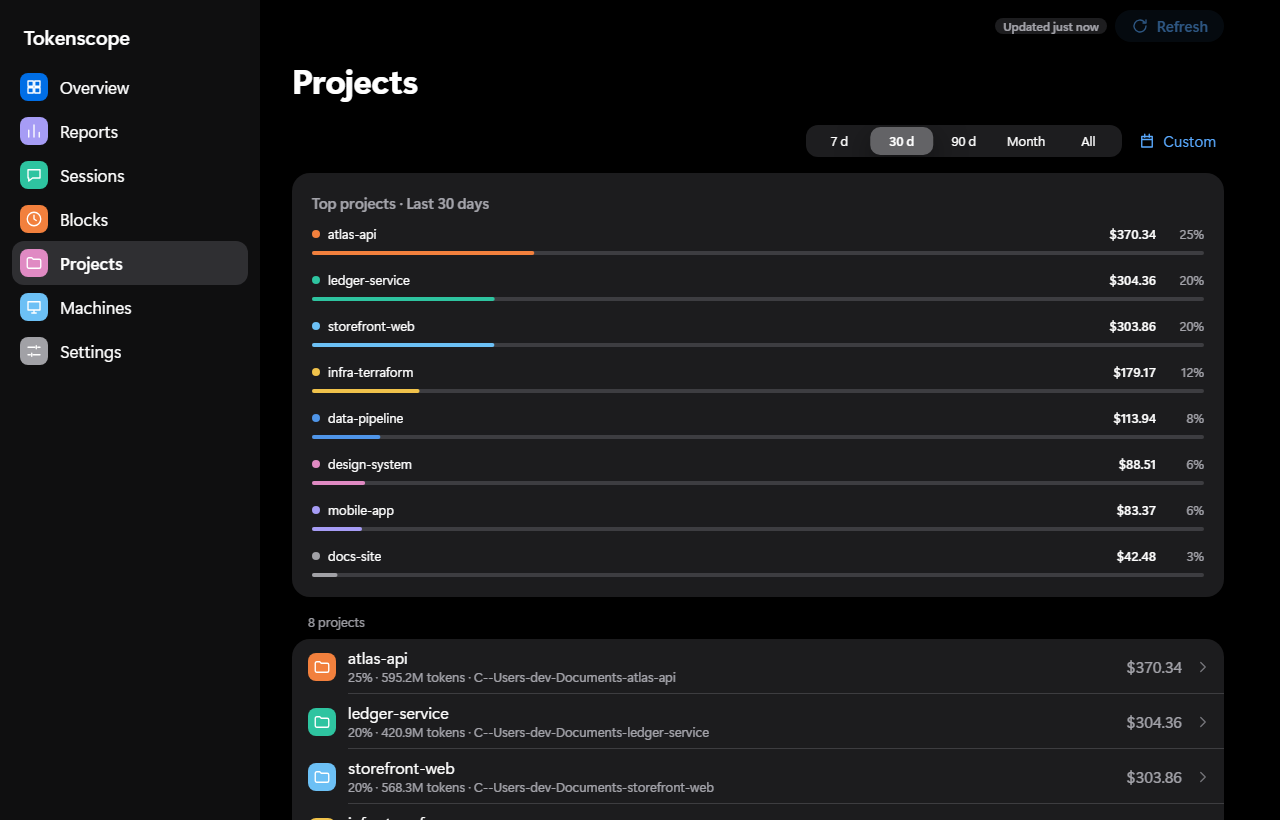 Tokenscope
Overview
Reports
Sessions
Blocks
Projects
Machines
Settings
Updated just now
Refresh
Projects
7 d 30 d 90 d Month All Custom
Top projects · Last 30 days
atlas-api $370.34 25%
ledger-service $304.36 20%
storefront-web $303.86 20%
infra-terraform $179.17 12%
data-pipeline $113.94 8%
design-system $88.51 6%
mobile-app $83.37 6%
docs-site $42.48 3%
8 projects
atlas-api
25% · 595.2M tokens · C--Users-dev-Documents-atlas-api
$370.34
ledger-service
20% · 420.9M tokens · C--Users-dev-Documents-ledger-service
$304.36
storefront-web
20% · 568.3M tokens · C--Users-dev-Documents-storefront-web
$303.86